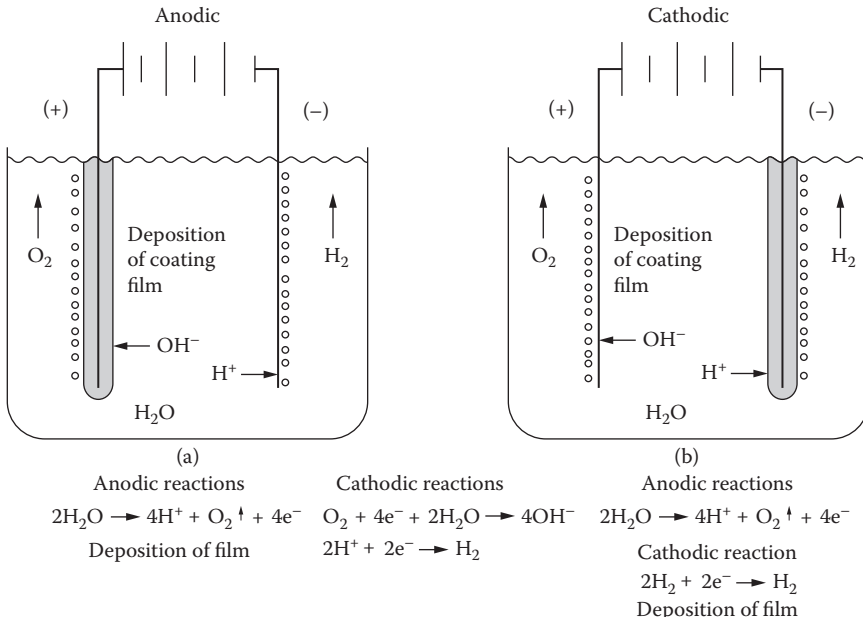 Anodic
Cathodic
(+)
(–)
(+)
(–)
O₂
Deposition
of coating
film
H₂
OH⁻
H⁺
H₂O
O₂
Deposition
of coating
film
H₂
OH⁻
H⁺
H₂O
(a)
(b)
Anodic reactions
2H₂O → 4H⁺ + O₂↑ + 4e⁻
Deposition of film
Cathodic reactions
O₂ + 4e⁻ + 2H₂O → 4OH⁻
2H⁺ + 2e⁻ → H₂
Anodic reactions
2H₂O → 4H⁺ + O₂↑ + 4e⁻
Cathodic reaction
2H₂ + 2e⁻ → H₂
Deposition of film